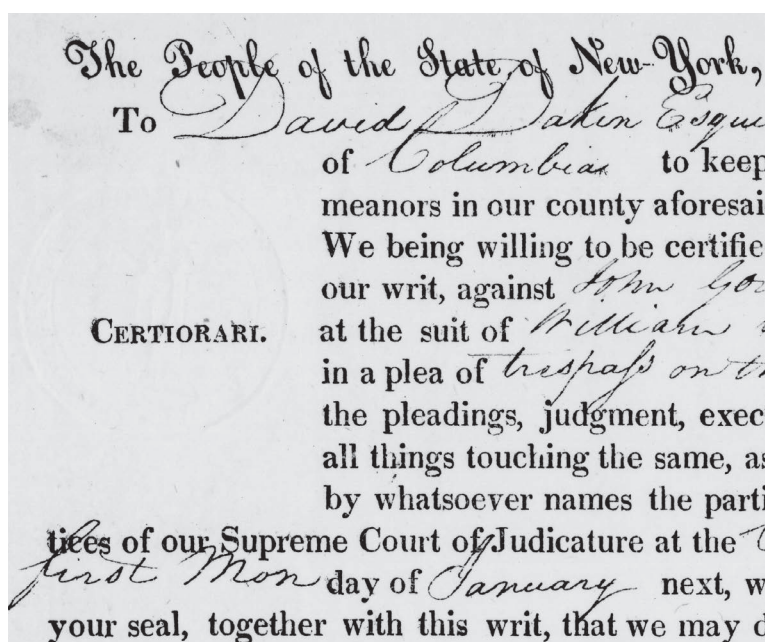 The People of the State of New-York,
To David Dakin Esqui
of Columbia to keep
meanors in our county aforesai
We being willing to be certifie
our writ, against John Go
CERTIORARI. at the suit of William
in a plea of trespass on th
the pleadings, judgment, exec
all things touching the same, as
by whatsoever names the parti
tices of our Supreme Court of Judicature at the
first Mon day of January next, w
your seal, together with this writ, that we may d